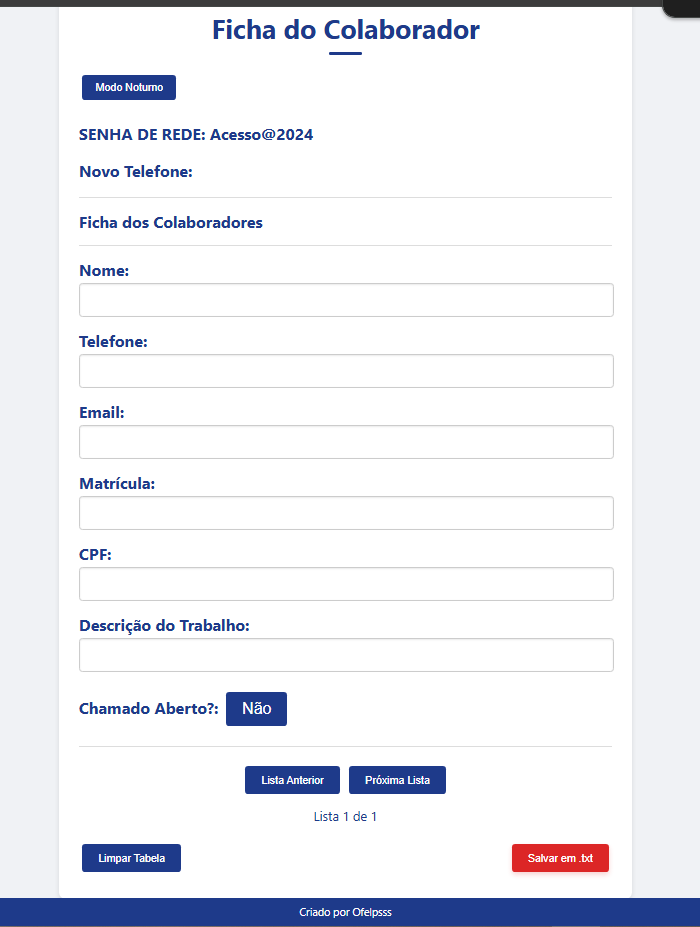 Ficha do Colaborador
Modo Noturno
SENHA DE REDE: Acesso@2024
Novo Telefone:
Ficha dos Colaboradores
Nome:
Telefone:
Email:
Matrícula:
CPF:
Descrição do Trabalho:
Chamado Aberto?: Não
Lista Anterior Próxima Lista
Lista 1 de 1
Limpar Tabela Salvar em .txt
Criado por Ofelpsss